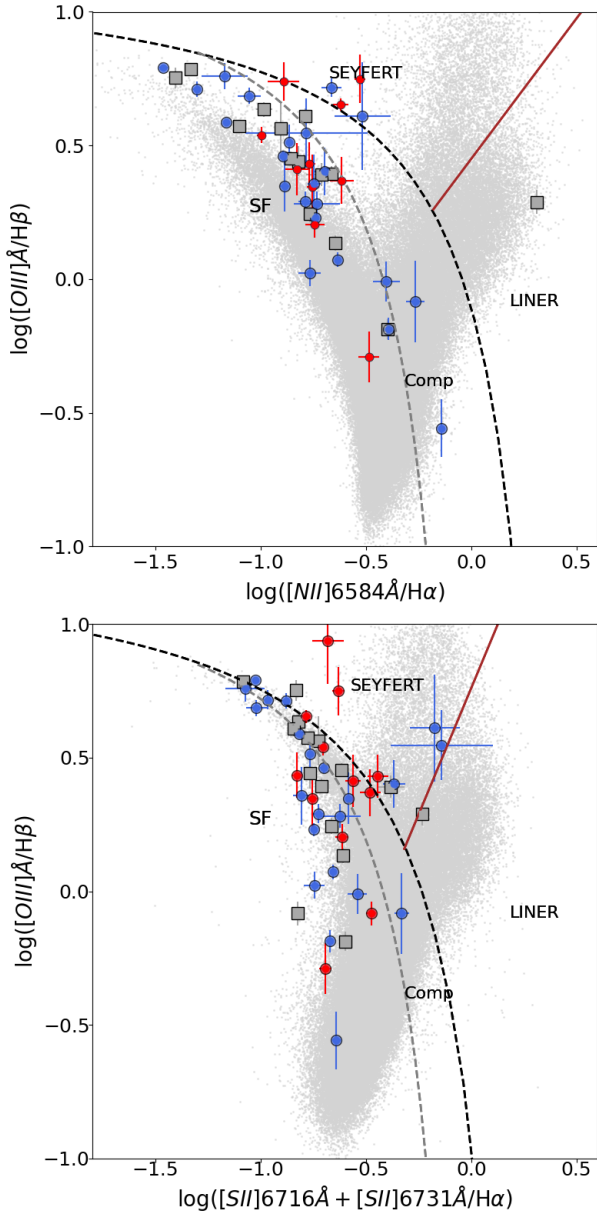 1.0
0.5
0.0
−0.5
−1.0
log([OIII]Å/Hβ)
SEYFERT
SF
LINER
Comp
−1.5 −1.0 −0.5 0.0 0.5
log([NII]6584Å/Hα)
1.0
0.5
0.0
−0.5
−1.0
log([OIII]Å/Hβ)
SEYFERT
SF
LINER
Comp
−1.5 −1.0 −0.5 0.0 0.5
log([SII]6716Å + [SII]6731Å/Hα)